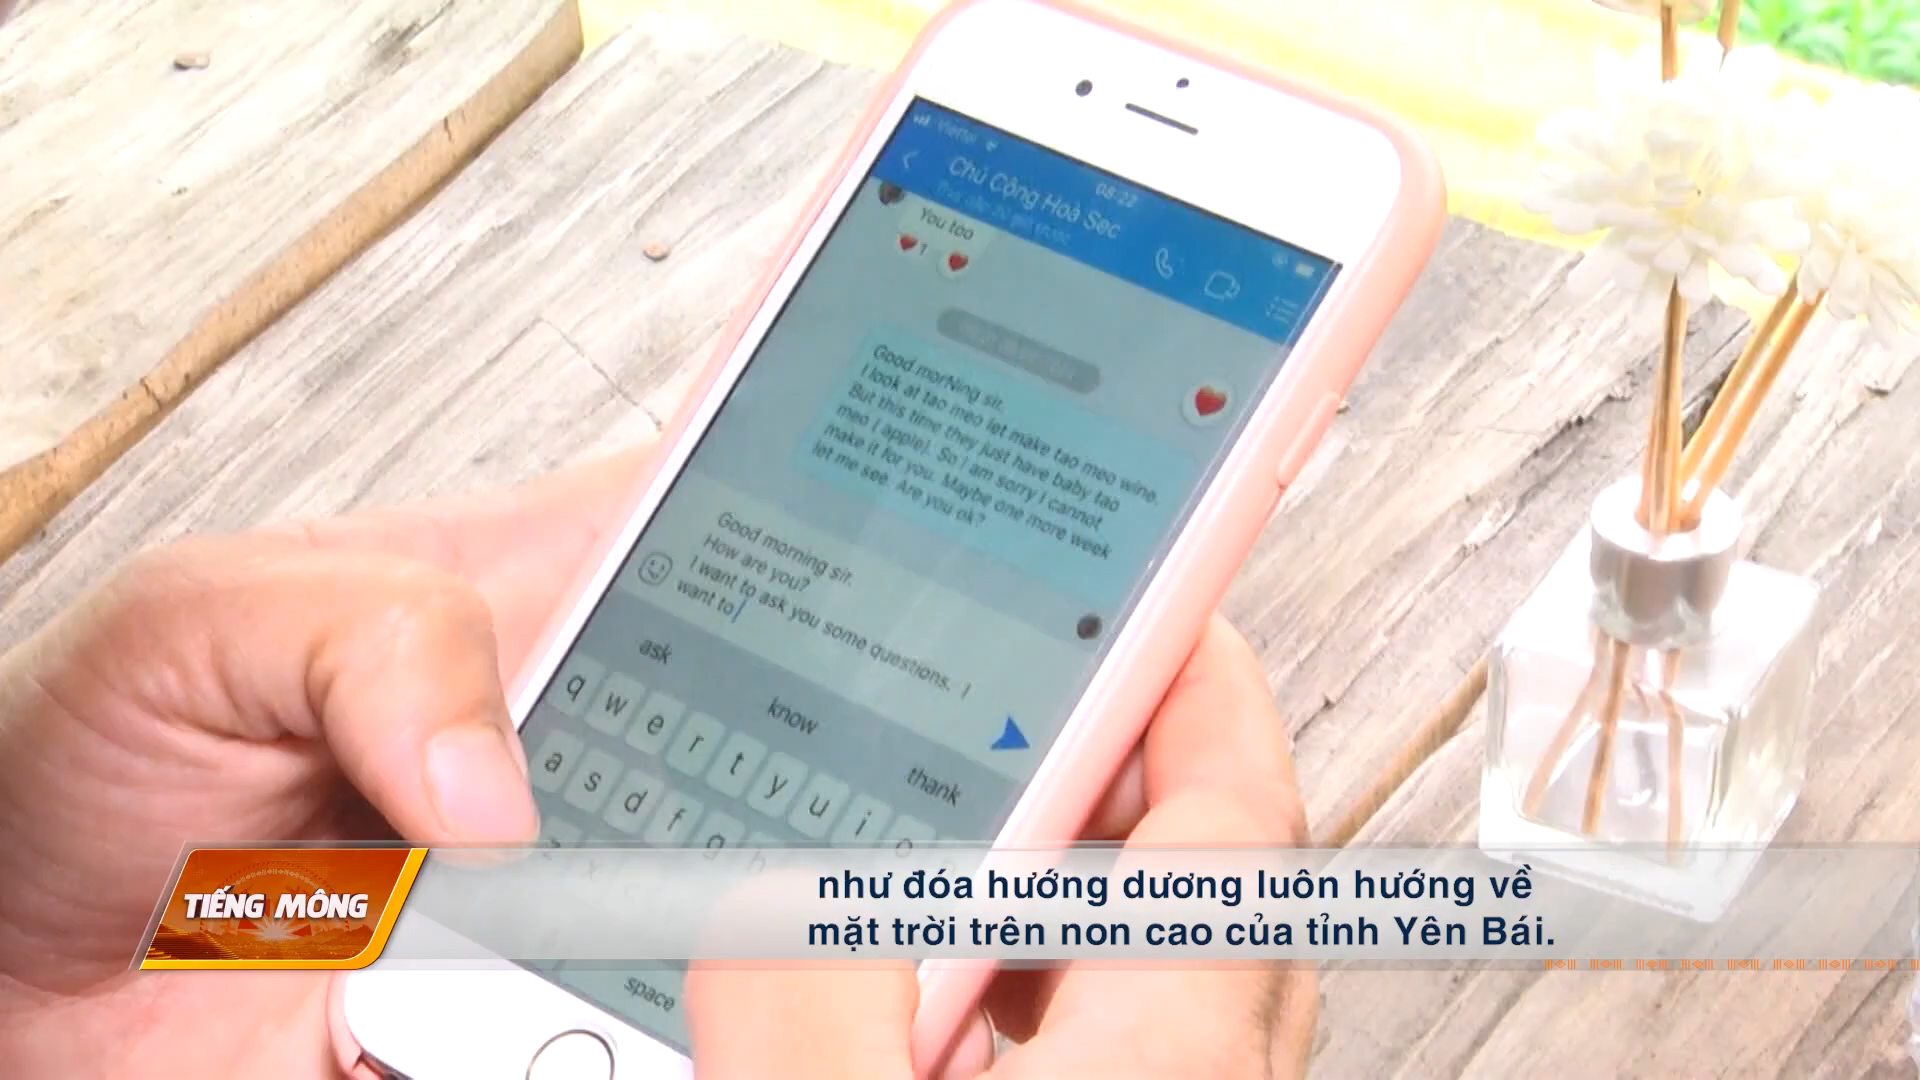 Viettel
08:22
Chú Cộng Hoà Sec
You too
1
Good morNing sir.
I look at tao meo let make tao meo wine.
But this time they just have baby tao
meo ( apple). So I am sorry I cannot
make it for you. Maybe one more week
let me see. Are you ok?
Good morning sir.
How are you?
I want to ask you some questions. I
want to
ask know thank
q w e r t y u i o p
a s d f g h
z x
space
TIẾNG MÔNG
như đóa hướng dương luôn hướng về
mặt trời trên non cao của tỉnh Yên Bái.